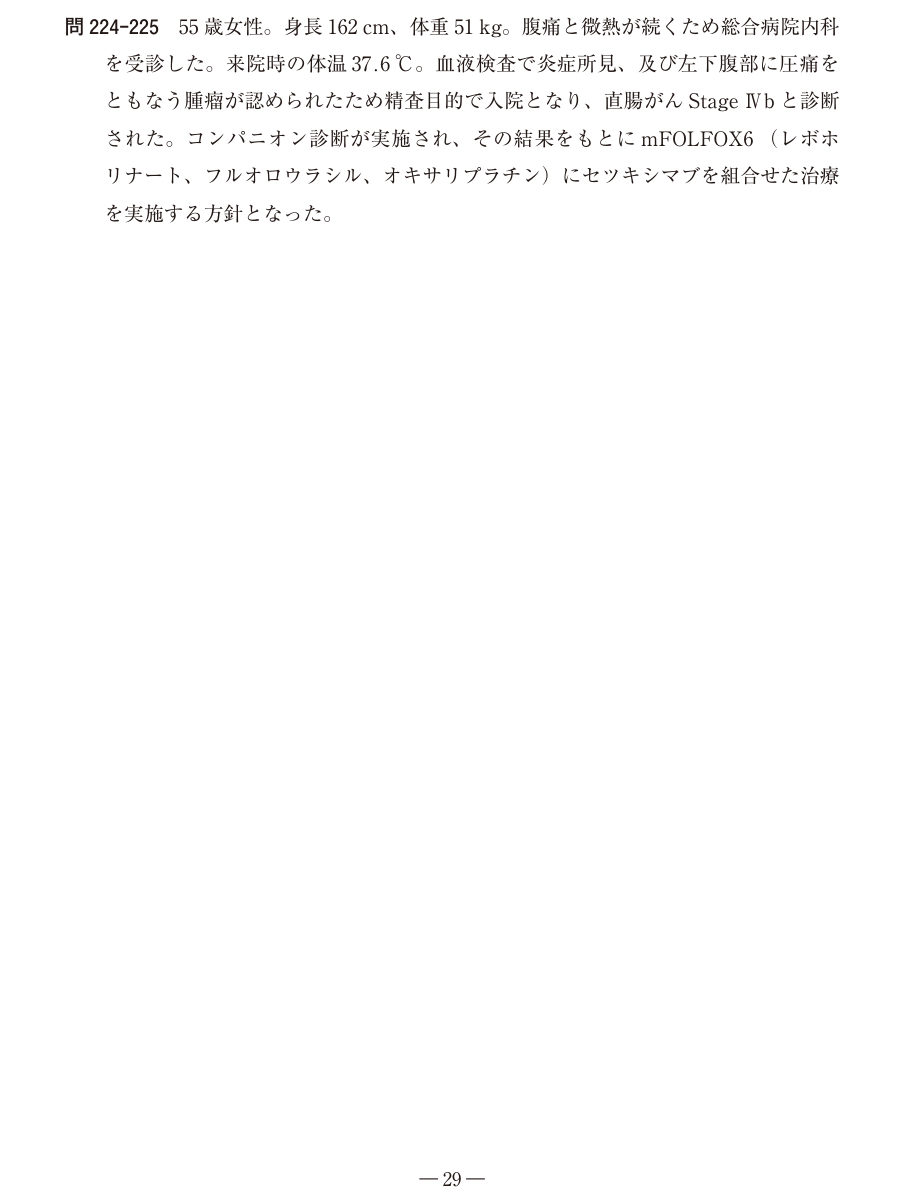 問 224-225 55 歳女性。身長 162 cm、体重 51 kg。腹痛と微熱が続くため総合病院内科
を受診した。来院時の体温 37.6 ℃。血液検査で炎症所見、及び左下腹部に圧痛を
ともなう腫瘤が認められたため精査目的で入院となり、直腸がん Stage Ⅳb と診断
された。コンパニオン診断が実施され、その結果をもとに mFOLFOX6 (レボホ
リナート、フルオロウラシル、オキサリプラチン)にセツキシマブを組合せた治療
を実施する方針となった。
― 29 ―